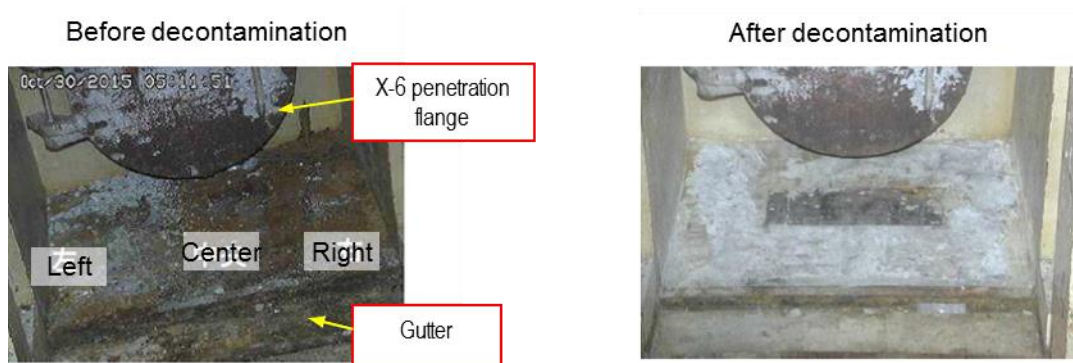 Before decontamination
After decontamination
Oct/30/2015 05:11:51
X-6 penetration
flange
Left
Center
Right
Gutter